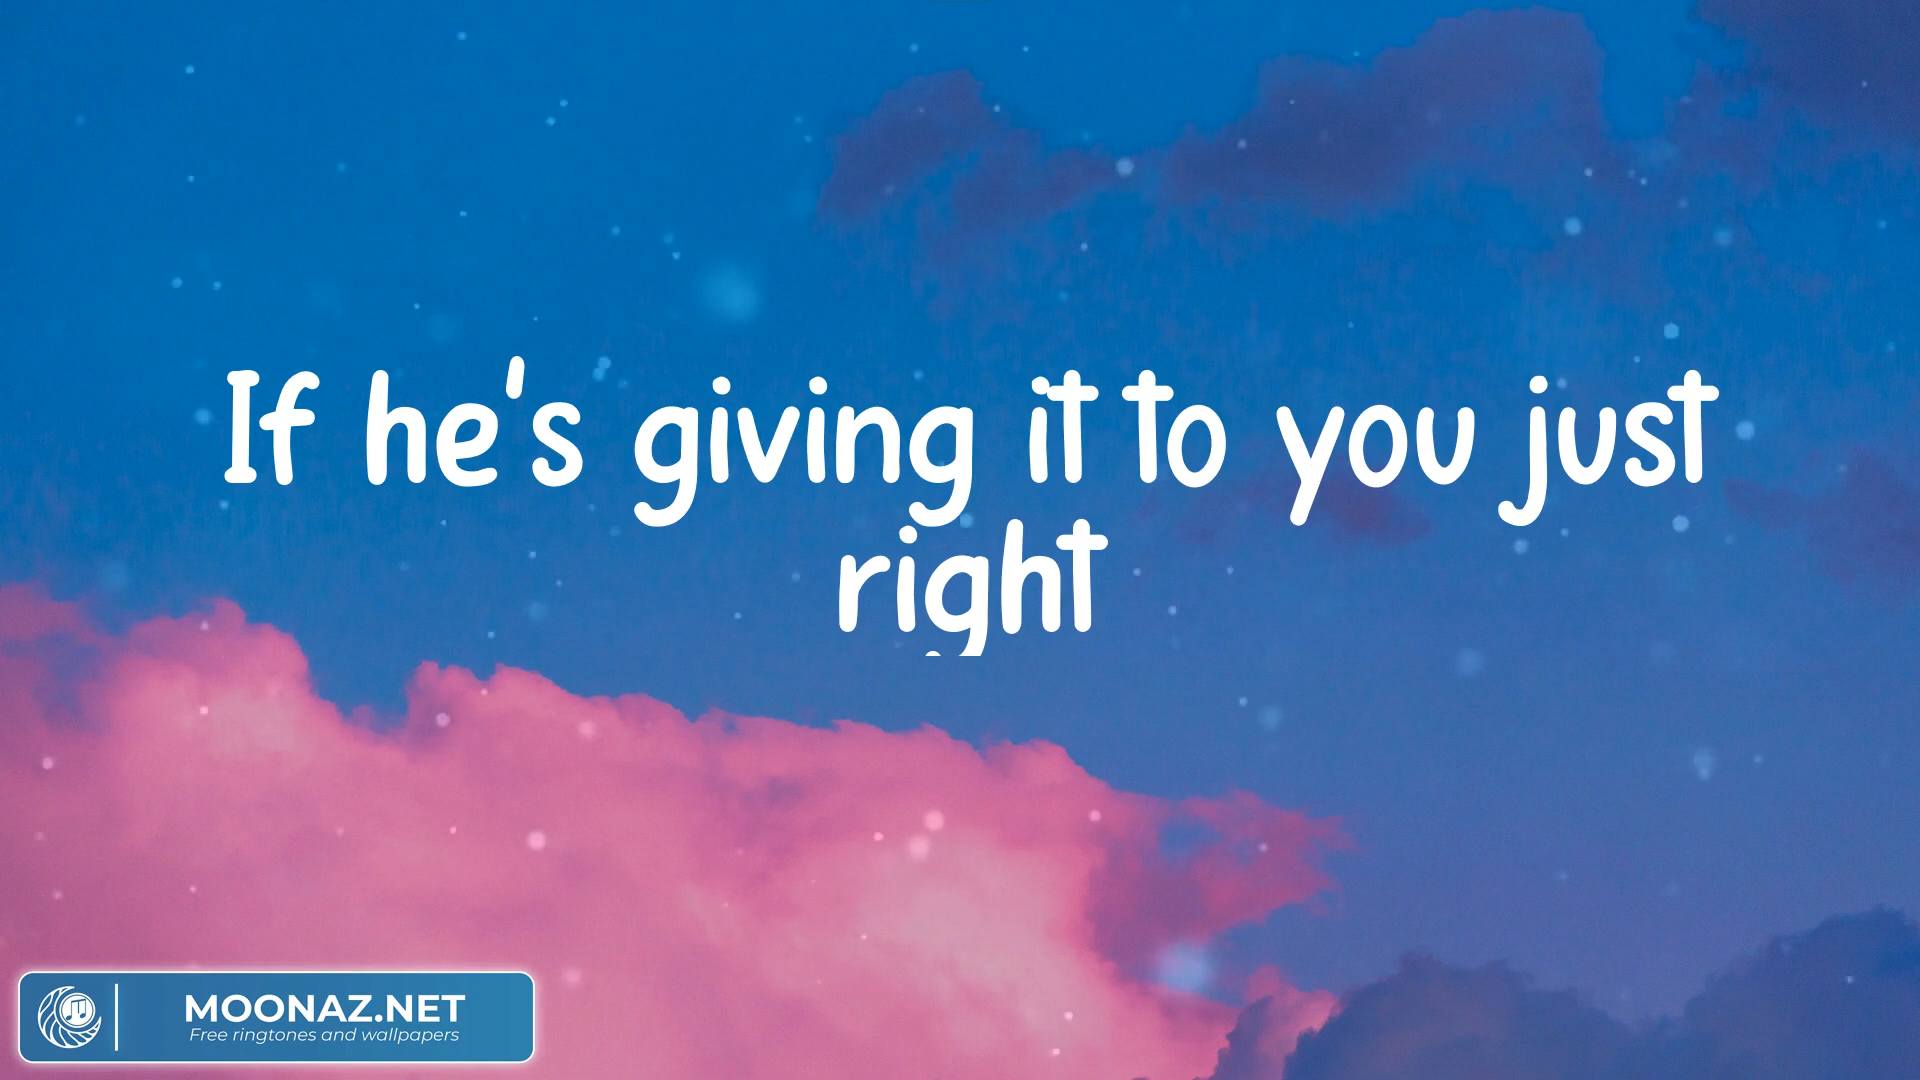 If he's giving it to you just
right
MOONAZ.NET
Free ringtones and wallpapers